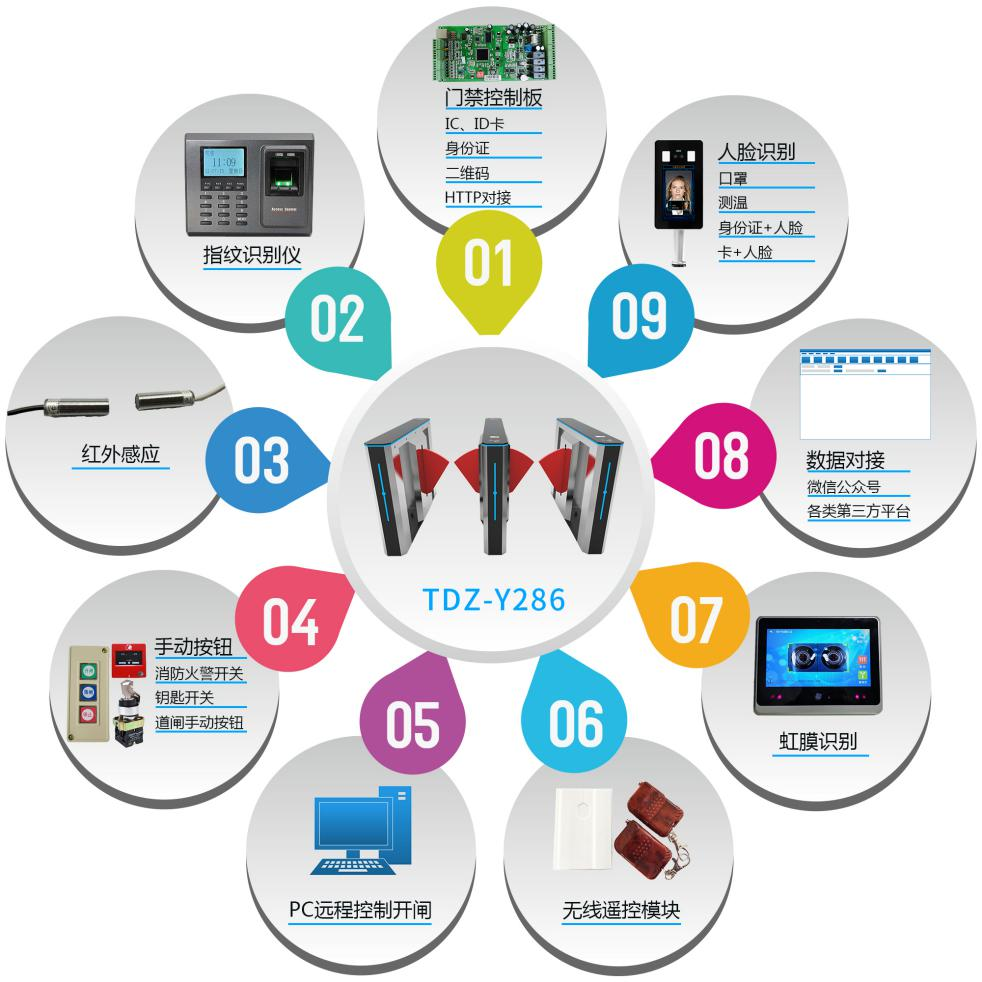 门禁控制板
IC、ID卡
身份证
二维码
HTTP对接
01
11:09
指纹识别仪
02
红外感应
03
手动按钮
消防火警开关
钥匙开关
道闸手动按钮
04
PC远程控制开闸
05
无线遥控模块
06
虹膜识别
07
数据对接
微信公众号
各类第三方平台
08
人脸识别
口罩
测温
身份证+人脸
卡+人脸
09
TDZ-Y286